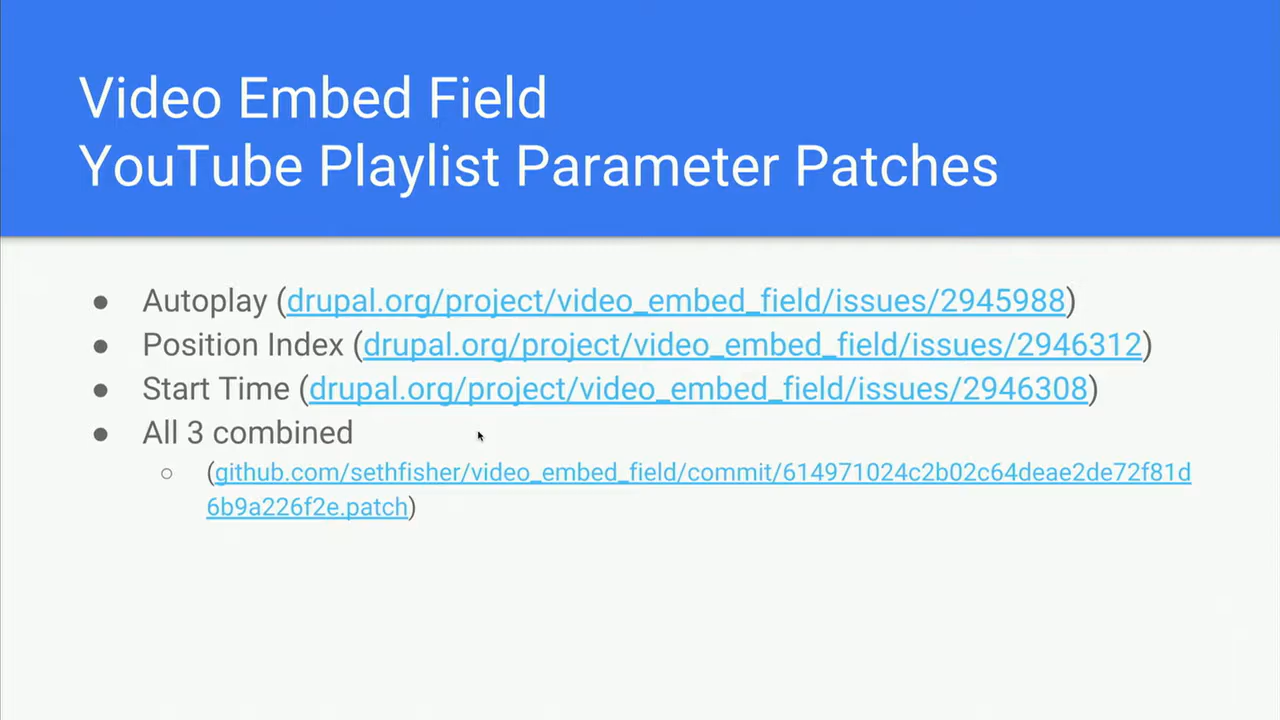 Video Embed Field
YouTube Playlist Parameter Patches
● Autoplay (drupal.org/project/video_embed_field/issues/2945988)
● Position Index (drupal.org/project/video_embed_field/issues/2946312)
● Start Time (drupal.org/project/video_embed_field/issues/2946308)
● All 3 combined
○ (github.com/sethfisher/video_embed_field/commit/614971024c2b02c64deae2de72f81d
6b9a226f2e.patch)